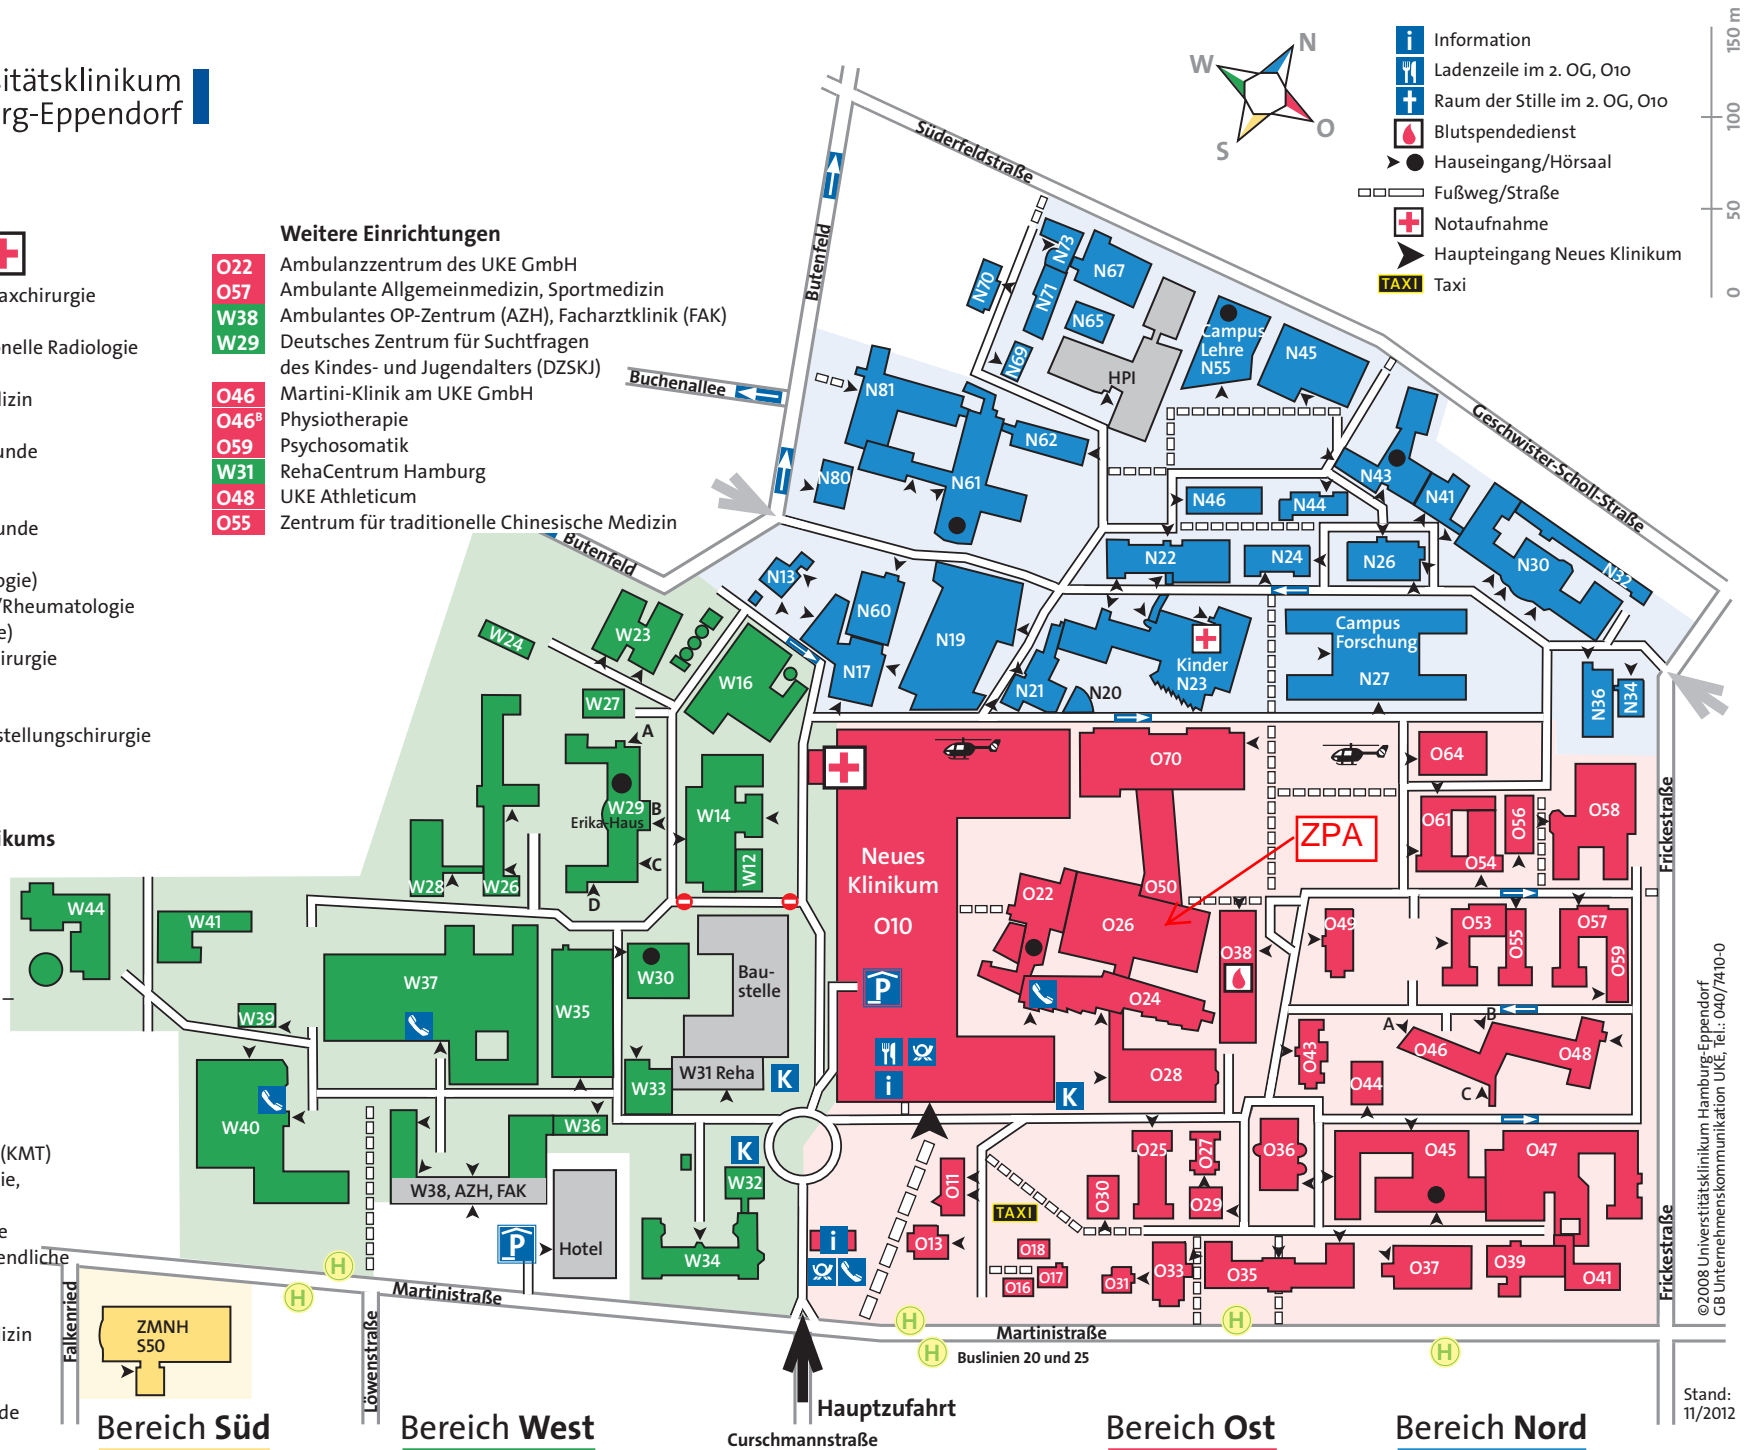 sitätsklinikum
rg-Eppendorf
axchirurgie
nelle Radiologie
dizin
unde
unde
ogie)
/Rheumatologie
e)
irurgie
stellungschirurgie
ikums
(KMT)
ie,
e
endliche
dizin
de
Weitere Einrichtungen
O22 Ambulanzzentrum des UKE GmbH
O57 Ambulante Allgemeinmedizin, Sportmedizin
W38 Ambulantes OP-Zentrum (AZH), Facharztklinik (FAK)
W29 Deutsches Zentrum für Suchtfragen
des Kindes- und Jugendalters (DZSKJ)
O46 Martini-Klinik am UKE GmbH
O46B Physiotherapie
O59 Psychosomatik
W31 RehaCentrum Hamburg
O48 UKE Athleticum
O55 Zentrum für traditionelle Chinesische Medizin
N
W
O
S
i Information
Ladenzeile im 2. OG, O10
Raum der Stille im 2. OG, O10
Blutspendedienst
Hauseingang/Hörsaal
Fußweg/Straße
Notaufnahme
Haupteingang Neues Klinikum
TAXI Taxi
150 m
100
50
0
Süderfeldstraße
Butenfeld
Buchenallee
Butenfeld
Geschwister-Scholl-Straße
Frickestraße
Frickestraße
N73
N67
N70
N71
N65
N69
HPI
Campus
Lehre
N55
N45
N81
N62
N80
N61
N43
N41
N46
N44
N22
N24
N26
N30
N32
N13
N60
N19
N17
N21
N20
Kinder
N23
Campus
Forschung
N27
N36
N34
W24
W23
W16
W27
A
W29
Erika-Haus
B
C
D
W14
W12
W28
W26
W44
W41
W37
W39
W35
W30
Bau-
stelle
W33
W31 Reha
K
W40
W36
W38, AZH, FAK
K
W32
W34
P
Hotel
Neues
Klinikum
O10
P
i
K
O70
O50
ZPA
O22
O26
O24
O28
O38
O64
O61
O54
O56
O58
O49
O53
O55
O57
O59
O43
O44
A
B
C
O46
O48
O25
O27
O29
O30
O36
O45
O47
O11
O13
TAXI
i
O18
O17
O16
O31
O33
O35
O37
O39
O41
H
H
H
H
H
H
Martinistraße
Martinistraße
Buslinien 20 und 25
Falkenried
Löwenstraße
ZMNH
S50
Hauptzufahrt
Curschmannstraße
Bereich Süd
Bereich West
Bereich Ost
Bereich Nord
©2008 Universtitätsklinikum Hamburg-Eppendorf
GB Unternehmenskommunikation UKE, Tel.: 040/7410-0
Stand:
11/2012